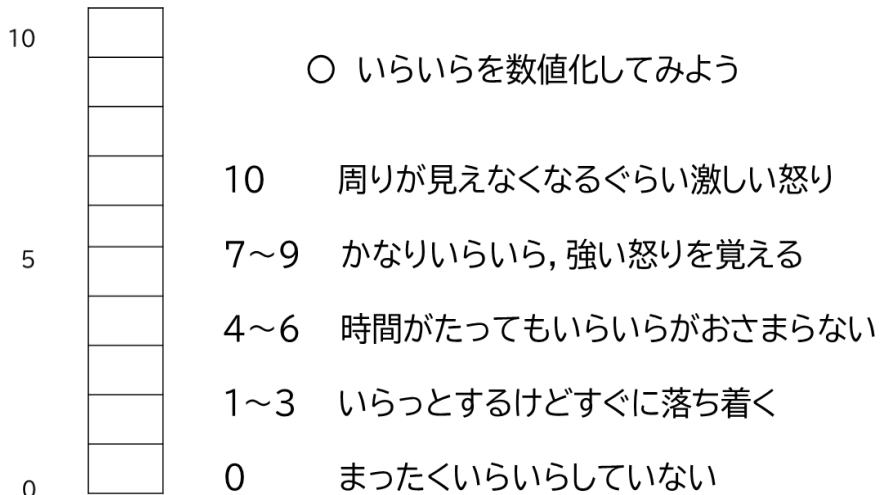 10
5
0
○ いらいらを数値化してみよう
10 周りが見えなくなるぐらい激しい怒り
7～9 かなりいらいら，強い怒りを覚える
4～6 時間がたってもいらいらがおさまらない
1～3 いらっとするけどすぐに落ち着く
0 まったくいらいらしていない